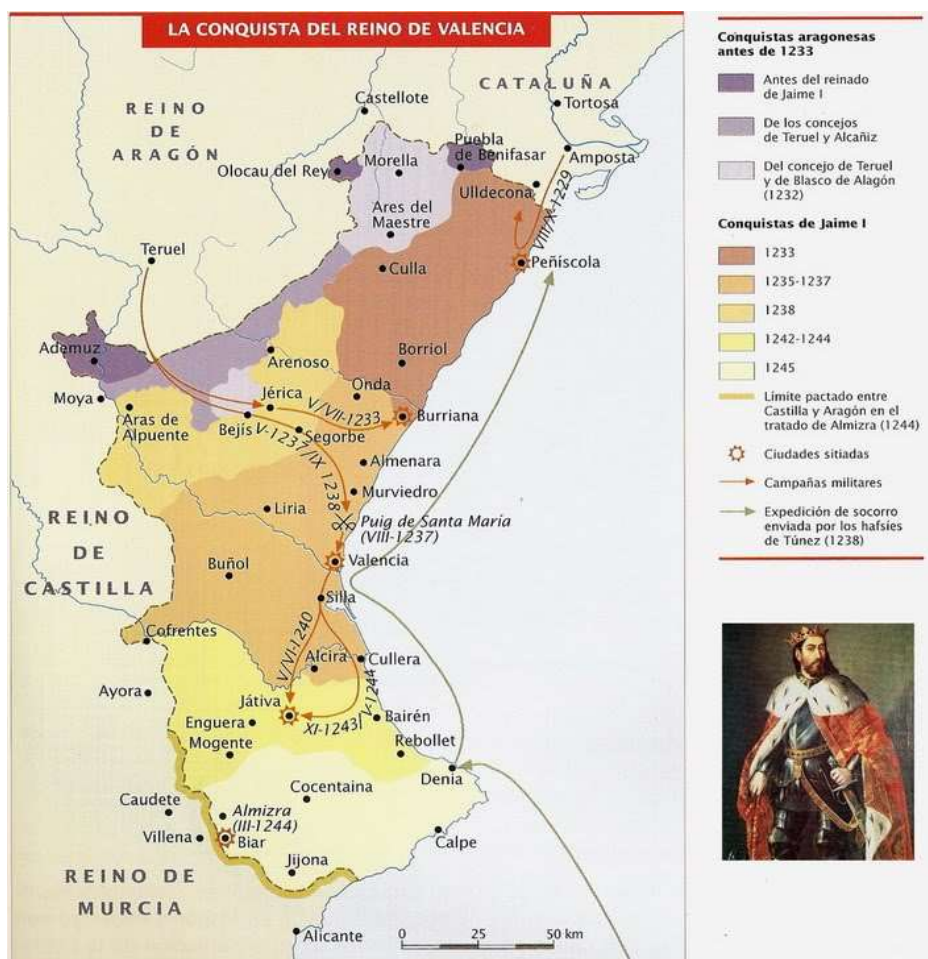 LA CONQUISTA DEL REINO DE VALENCIA
CATALUÑA
REINO
DE
ARAGÓN
Castellote
Tortosa
Puebla
de Benifasar
Amposta
Olocau del Rey
Morella
Ulldecona
VIII/X-1229
Ares del
Maestre
Teruel
Culla
Peñíscola
Ademuz
Arenoso
Borriol
Moya
Jérica
Onda
V/VII-1233
Burriana
Aras de
Alpuente
Bejís
Segorbe
V-1237/IX 1238
Almenara
Murviedro
Liria
REINO
DE
CASTILLA
Puig de Santa María
(VIII-1237)
Valencia
Buñol
Silla
Cofrentes
V/VI-1240
Alcira
Cullera
Ayora
Játiva
XI-1243/V-1244
Bairén
Enguera
Mogente
Rebollet
Denia
Cocentaina
Caudete
Almizra
(III-1244)
Villena
Biar
Calpe
Jijona
REINO DE
MURCIA
Alicante
0 25 50 km
Conquistas aragonesas
antes de 1233
Antes del reinado
de Jaime I
De los concejos
de Teruel y Alcañiz
Del concejo de Teruel
y de Blasco de Alagón
(1232)
Conquistas de Jaime I
1233
1235-1237
1238
1242-1244
1245
Límite pactado entre
Castilla y Aragón en el
tratado de Almizra (1244)
Ciudades sitiadas
Campañas militares
Expedición de socorro
enviada por los hafsíes
de Túnez (1238)